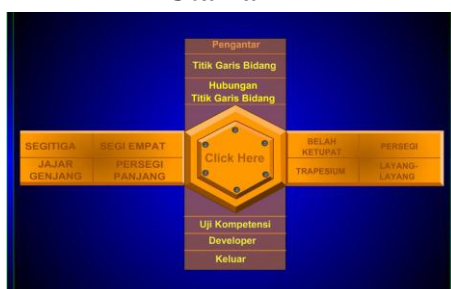 Pengantar
Titik Garis Bidang
Hubungan
Titik Garis Bidang
SEGITIGA
SEGI EMPAT
JAJAR
GENJANG
PERSEGI
PANJANG
Click Here
BELAH
KETUPAT
PERSEGI
TRAPESIUM
LAYANG-
LAYANG
Uji Kompetensi
Developer
Keluar